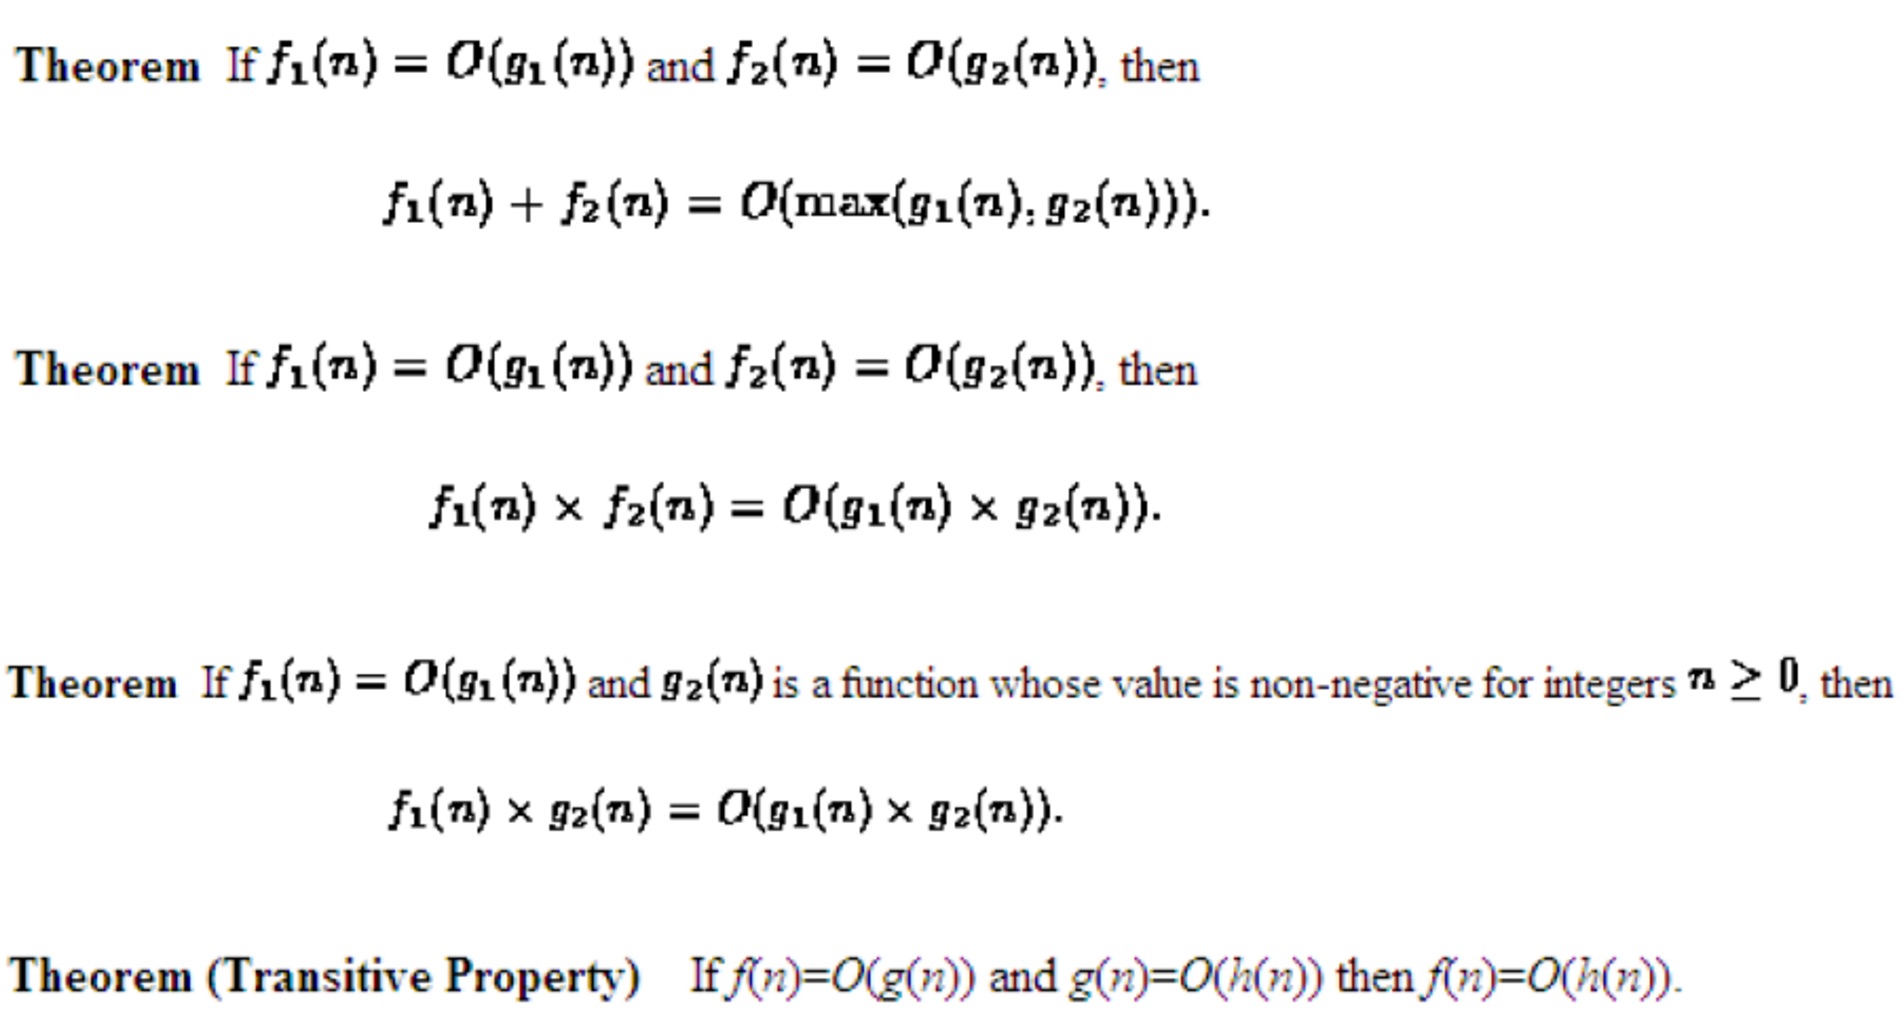 Theorem If f₁(n) = O(g₁(n)) and f₂(n) = O(g₂(n)), then
f₁(n) + f₂(n) = O(max(g₁(n), g₂(n))).
Theorem If f₁(n) = O(g₁(n)) and f₂(n) = O(g₂(n)), then
f₁(n) × f₂(n) = O(g₁(n) × g₂(n)).
Theorem If f₁(n) = O(g₁(n)) and g₂(n) is a function whose value is non-negative for integers n ≥ 0, then
f₁(n) × g₂(n) = O(g₁(n) × g₂(n)).
Theorem (Transitive Property) If f(n)=O(g(n)) and g(n)=O(h(n)) then f(n)=O(h(n)).